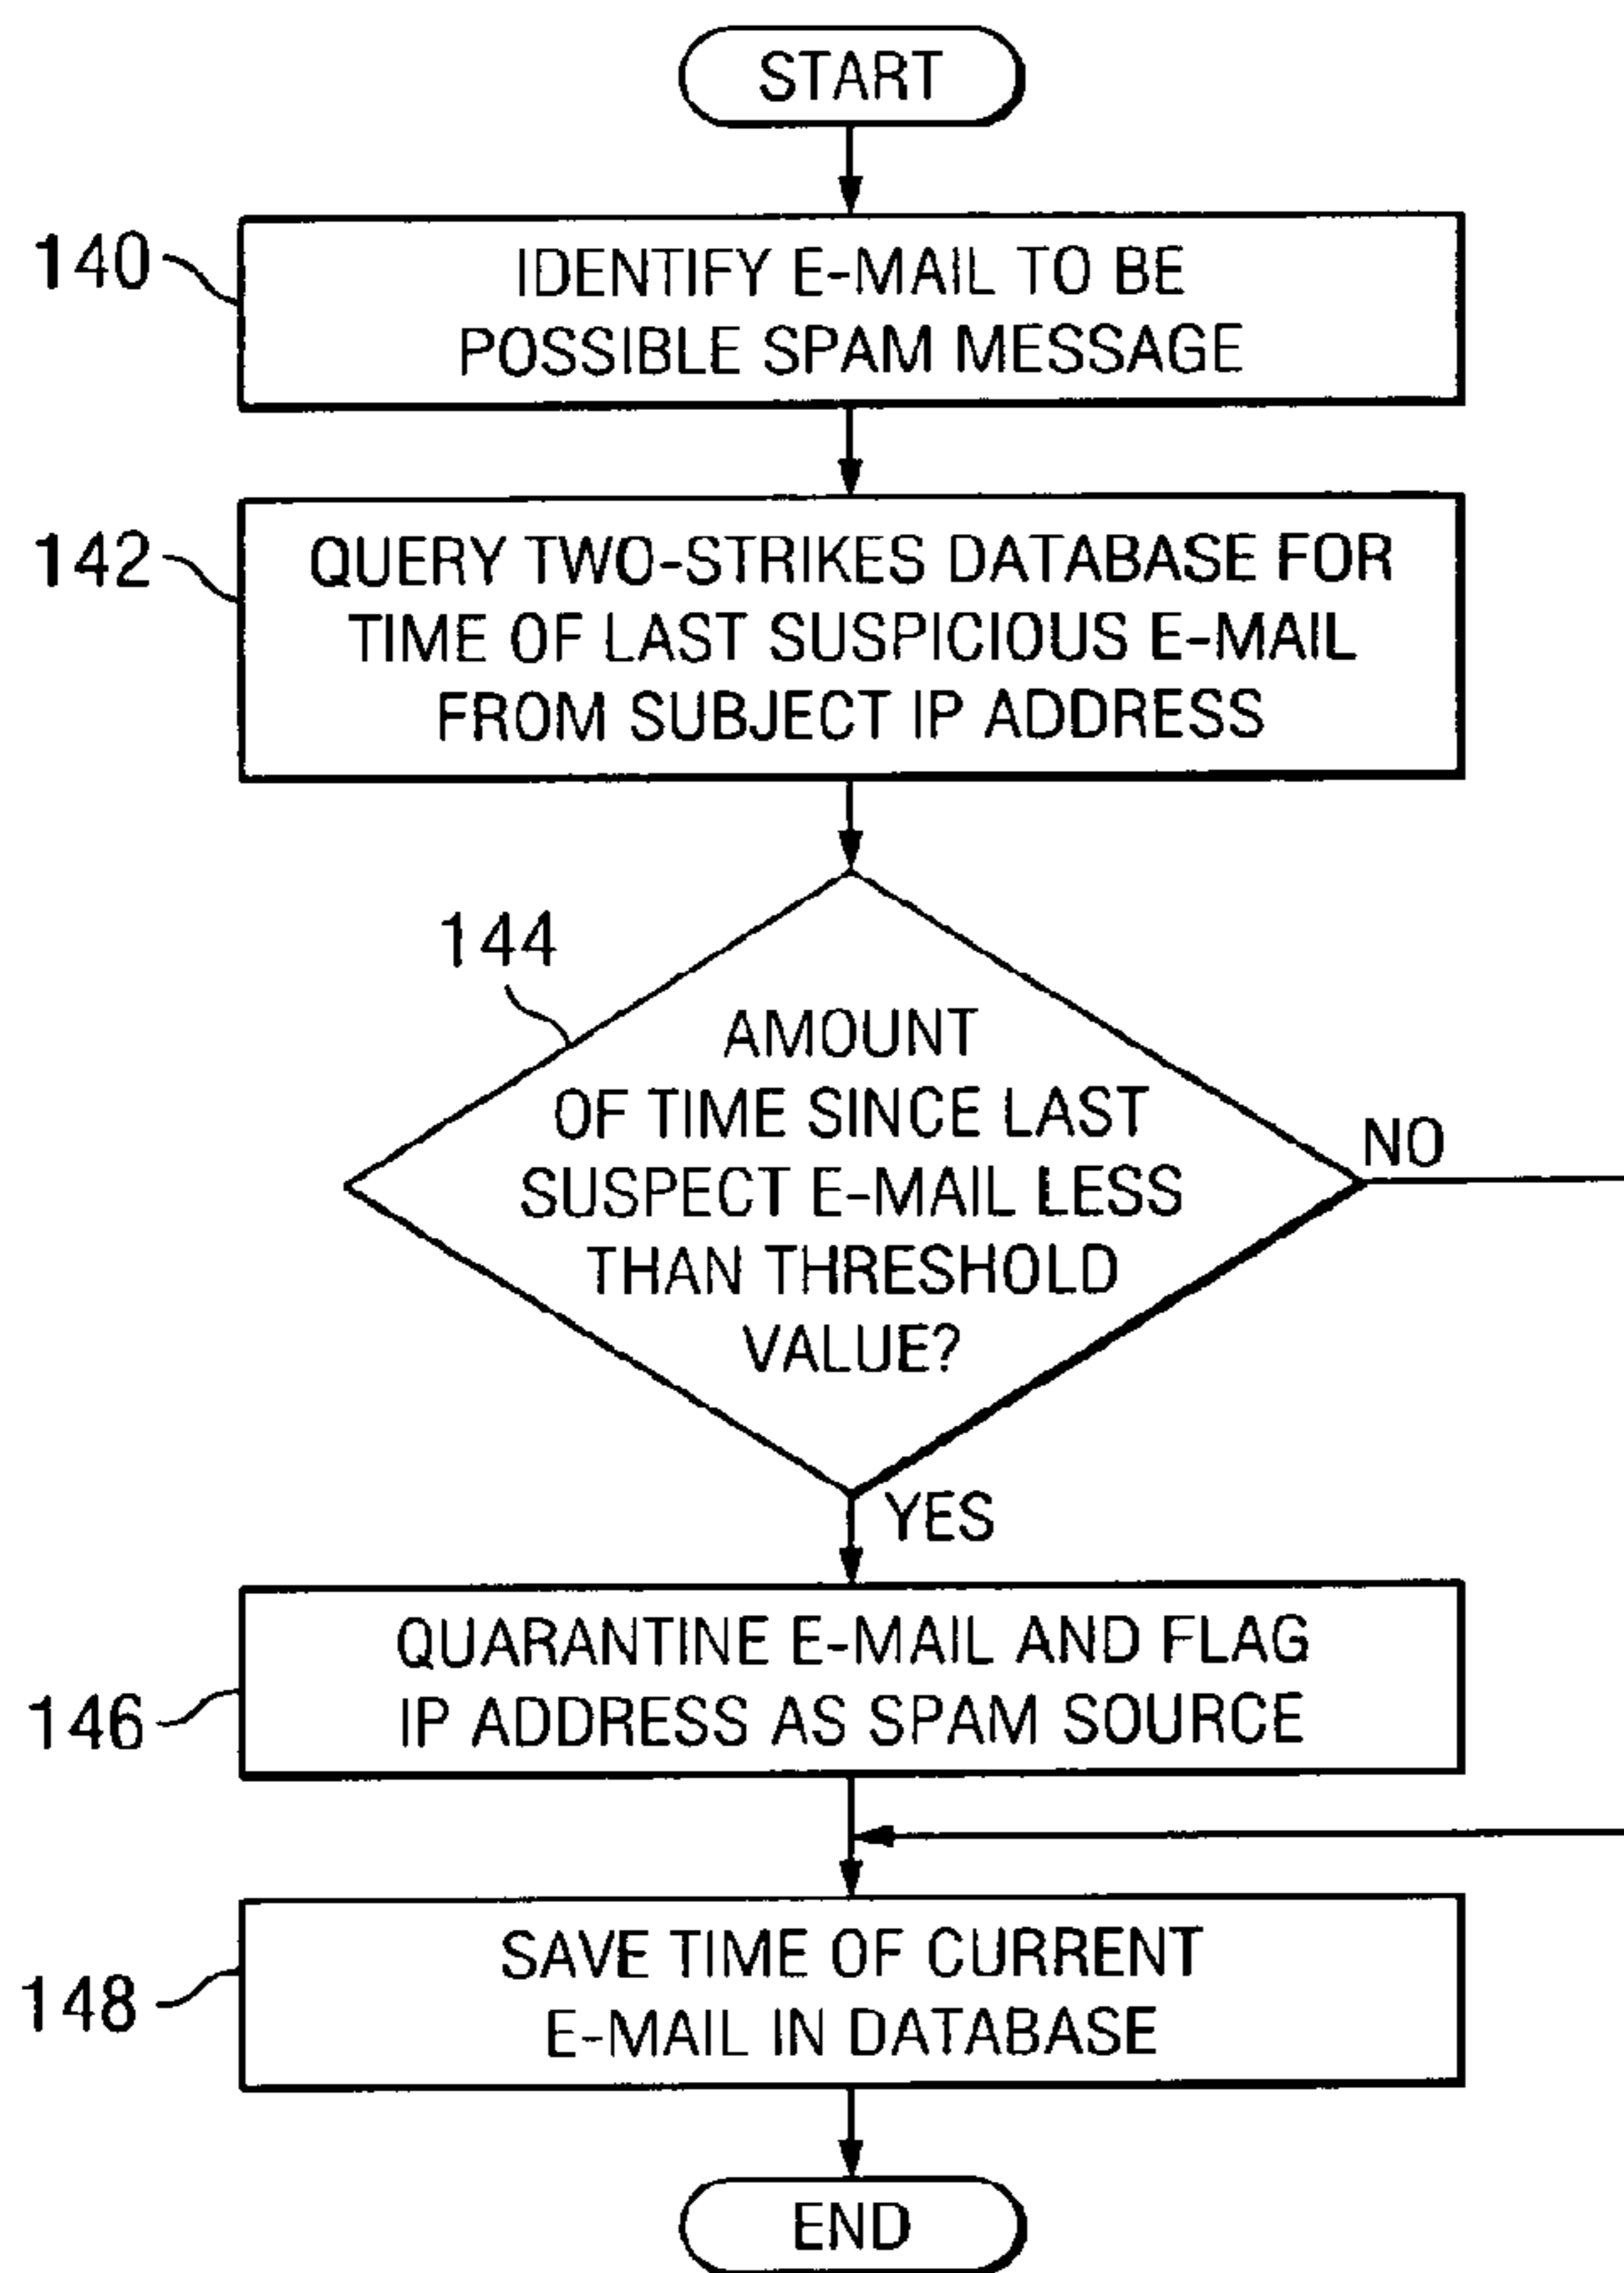 START
140
IDENTIFY E-MAIL TO BE
POSSIBLE SPAM MESSAGE
142
QUERY TWO-STRIKES DATABASE FOR
TIME OF LAST SUSPICIOUS E-MAIL
FROM SUBJECT IP ADDRESS
144
AMOUNT
OF TIME SINCE LAST
SUSPECT E-MAIL LESS
THAN THRESHOLD
VALUE?
NO
YES
146
QUARANTINE E-MAIL AND FLAG
IP ADDRESS AS SPAM SOURCE
148
SAVE TIME OF CURRENT
E-MAIL IN DATABASE
END